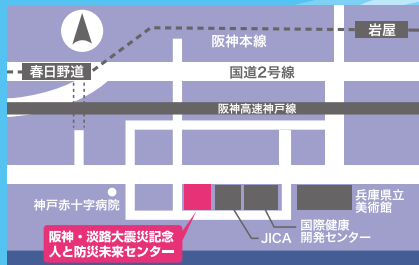 岩屋
阪神本線
春日野道
国道2号線
阪神高速神戸線
神戸赤十字病院
兵庫県立
美術館
国際健康
開発センター
JICA
阪神・淡路大震災記念
人と防災未来センター